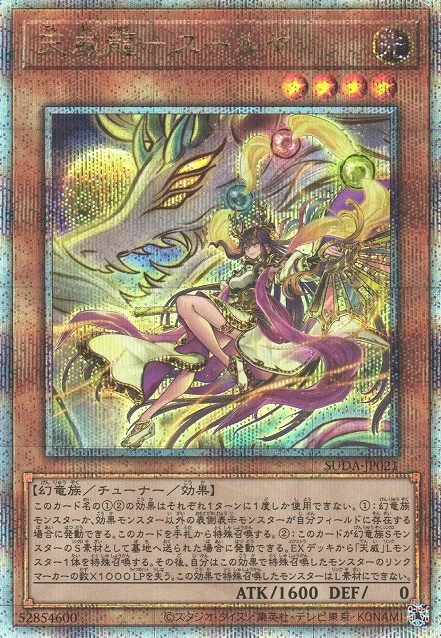 天威龍－スールヤ
SUDA-JP021
【幻竜族／チューナー／効果】
このカード名の①②の効果はそれぞれ1ターンに1度しか使用できない。①：幻竜族
モンスターか、効果モンスター以外の表側表示モンスターが自分フィールドに存在する
場合に発動できる。このカードを手札から特殊召喚する。②：このカードが幻竜族Sモン
スターのS素材として墓地へ送られた場合に発動できる。EXデッキから「天威」Lモン
スター1体を特殊召喚する。その後、自分はこの効果で特殊召喚したモンスターのリンク
マーカーの数×1000LPを失う。この効果で特殊召喚したモンスターはL素材にできない。
ATK/1600 DEF/ 0
52854600 ©スタジオ・ダイス／集英社・テレビ東京・KONAMI